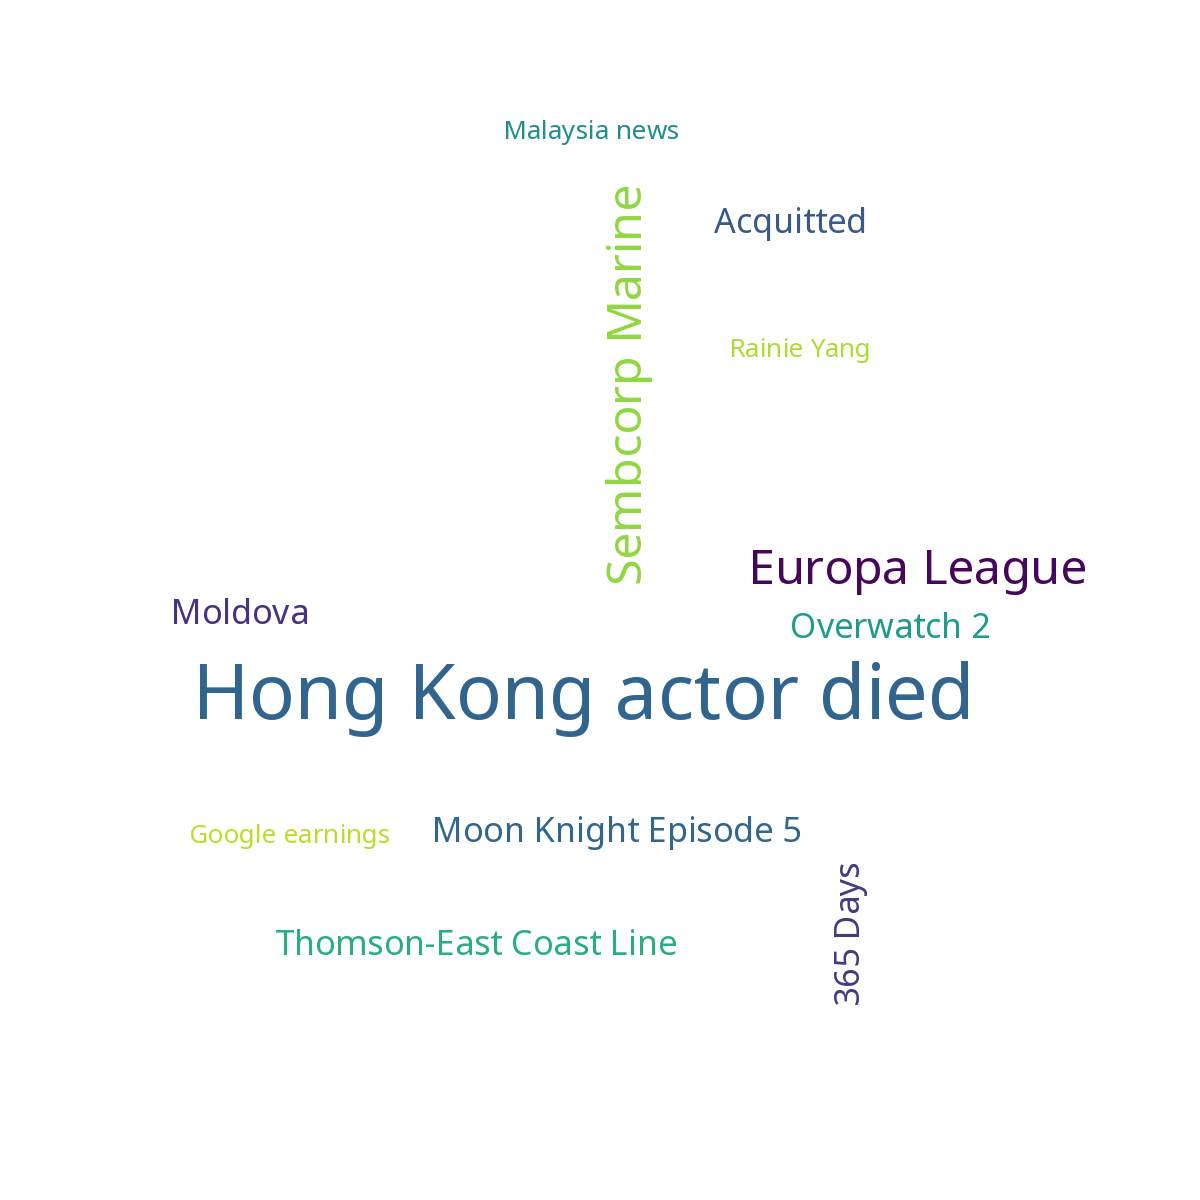 Malaysia news
Sembcorp Marine
Acquitted
Rainie Yang
Europa League
Moldova
Overwatch 2
Hong Kong actor died
Google earnings
Moon Knight Episode 5
365 Days
Thomson-East Coast Line